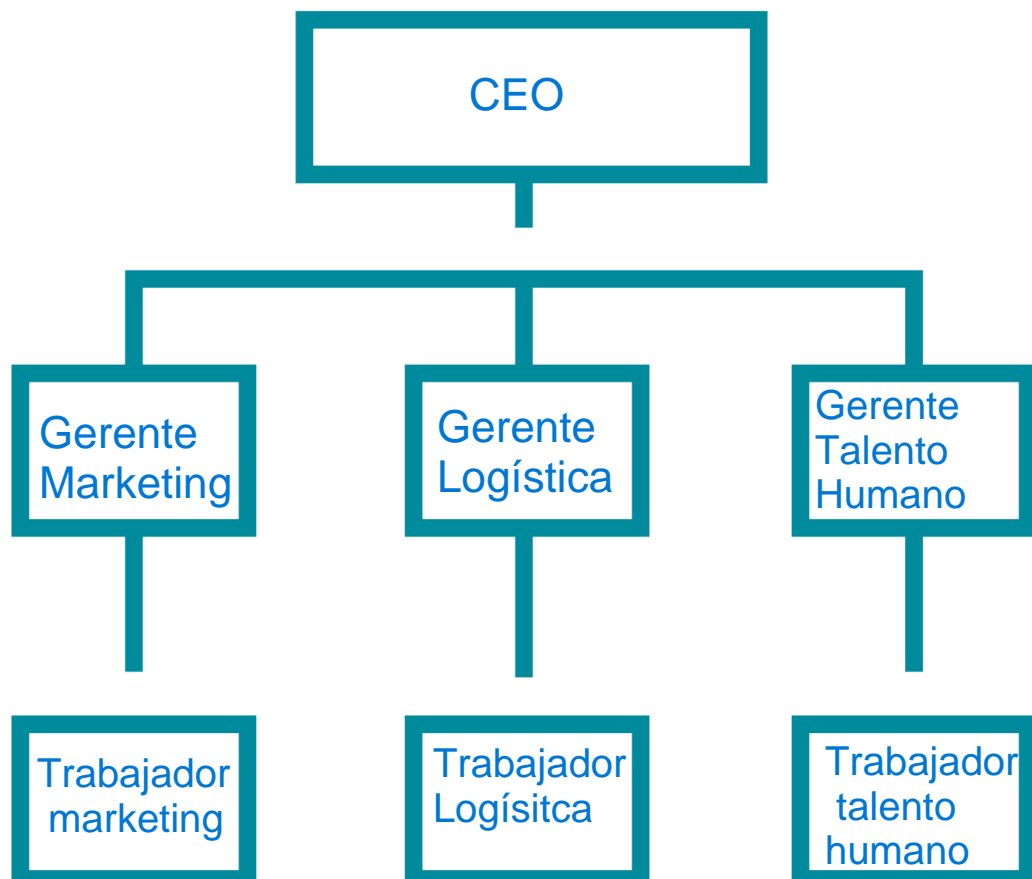 CEO
Gerente
Marketing
Gerente
Logística
Gerente
Talento
Humano
Trabajador
marketing
Trabajador
Logísitca
Trabajador
talento
humano